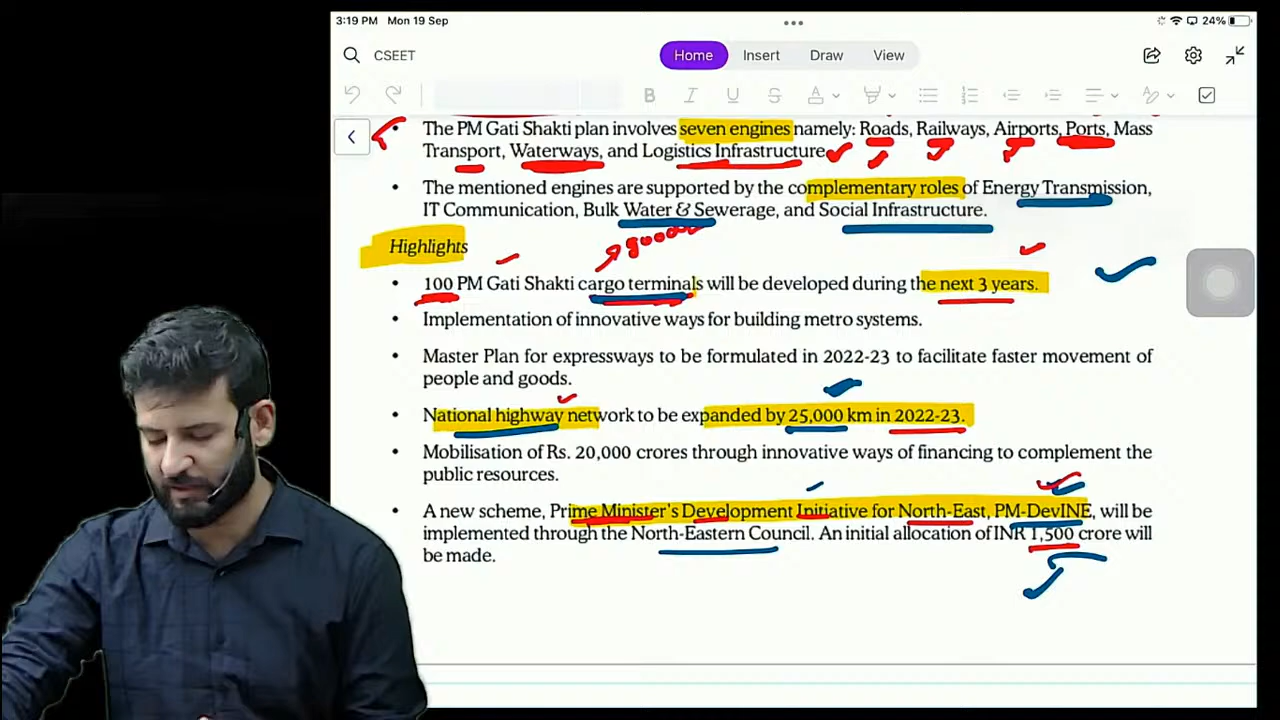 3:19 PM Mon 19 Sep
24%
CSEET
Home Insert Draw View
B I U S A
The PM Gati Shakti plan involves seven engines namely: Roads, Railways, Airports, Ports, Mass
Transport, Waterways, and Logistics Infrastructure
• The mentioned engines are supported by the complementary roles of Energy Transmission,
IT Communication, Bulk Water & Sewerage, and Social Infrastructure.
goods
Highlights
• 100 PM Gati Shakti cargo terminals will be developed during the next 3 years.
• Implementation of innovative ways for building metro systems.
• Master Plan for expressways to be formulated in 2022-23 to facilitate faster movement of
people and goods.
• National highway network to be expanded by 25,000 km in 2022-23.
• Mobilisation of Rs. 20,000 crores through innovative ways of financing to complement the
public resources.
• A new scheme, Prime Minister's Development Initiative for North-East, PM-DevINE, will be
implemented through the North-Eastern Council. An initial allocation of INR 1,500 crore will
be made.